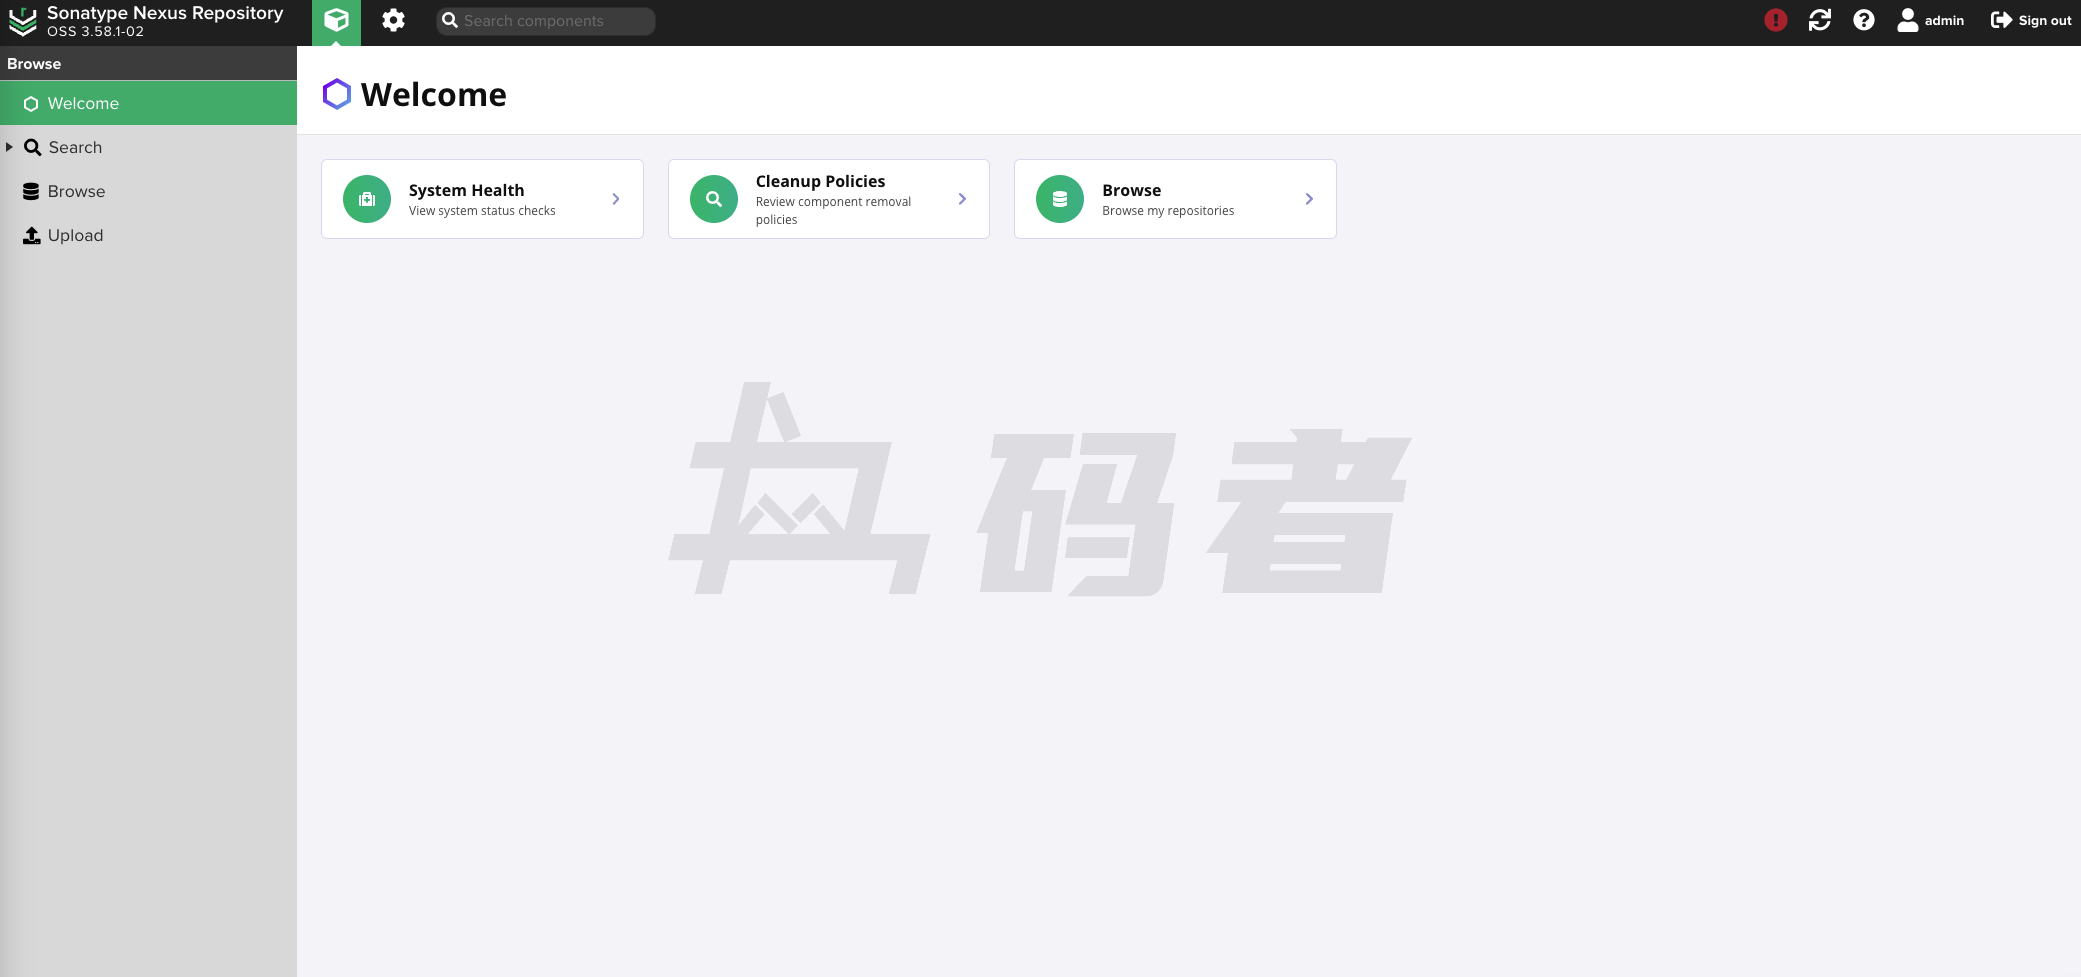 Sonatype Nexus Repository
OSS 3.58.1-02
Search components
admin
Sign out
Browse
Welcome
Search
Browse
Upload
Welcome
System Health
View system status checks
Cleanup Policies
Review component removal
policies
Browse
Browse my repositories
码者